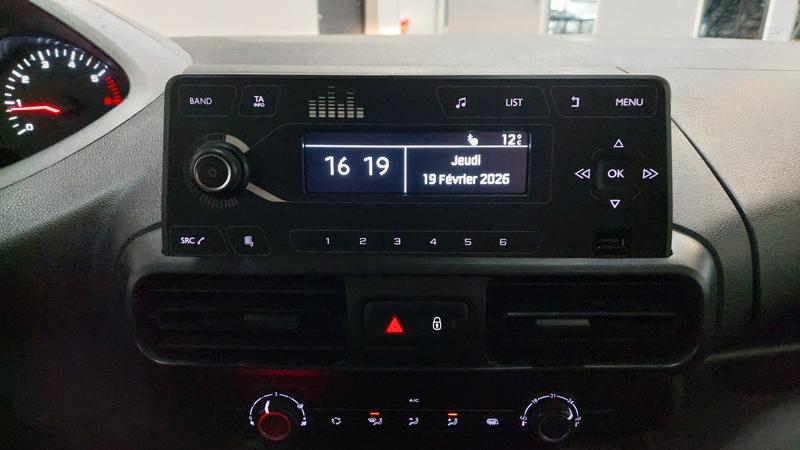 BAND
TA
INFO
LIST
MENU
12°C
16 19
Jeudi
19 Février 2026
OK
SRC
1 2 3 4 5 6
A/C